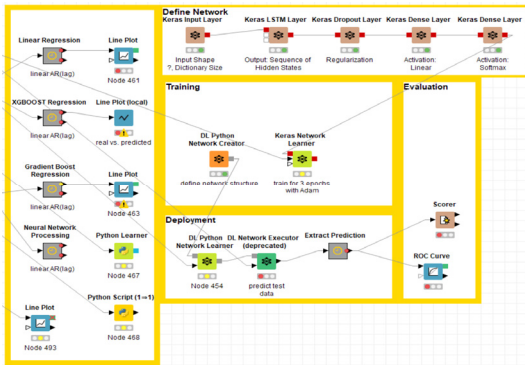 Linear Regression
Line Plot
linear AR(lag)
Node 461
XGBOOST Regression
Line Plot (local)
linear AR(lag)
real vs. predicted
Gradient Boost
Regression
Line Plot
linear AR(lag)
Node 463
Neural Network
Processing
Python Learner
linear AR(lag)
Node 467
Line Plot
Python Script (1⇒1)
Node 493
Node 468
Define Network
Keras Input Layer
Keras LSTM Layer
Keras Dropout Layer
Keras Dense Layer
Keras Dense Layer
Input Shape
?, Dictionary Size
Output: Sequence of
Hidden States
Regularization
Activation:
Linear
Activation:
Softmax
Training
DL Python
Network Creator
Keras Network
Learner
define network structure
train for 3 epochs
with Adam
Deployment
DL Python
Network Learner
DL Network Executor
(deprecated)
Extract Prediction
Node 454
predict test
data
Evaluation
Scorer
ROC Curve